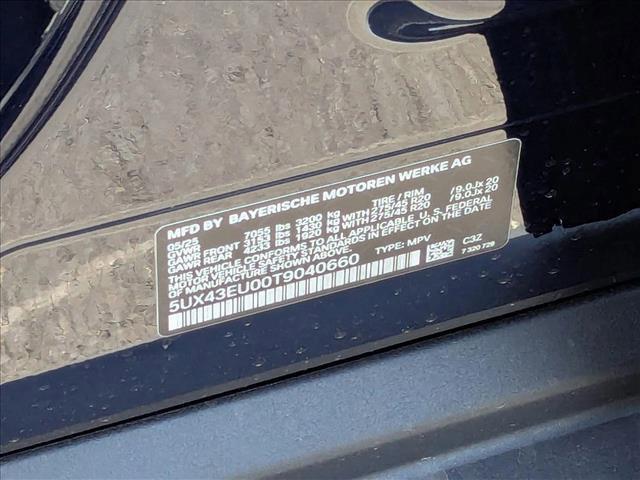 MFD BY BAYERISCHE MOTOREN WERKE AG
05/25 TIRE / RIM
GVWR 7055 lbs 3200 kg
GAWR FRONT 3153 lbs 1430 kg WITH 275/45 R20 / 9.0Jx 20
GAWR REAR 4233 lbs 1920 kg WITH 275/45 R20 / 9.0Jx 20
THIS VEHICLE CONFORMS TO ALL APPLICABLE U.S. FEDERAL
MOTOR VEHICLE SAFETY STANDARDS IN EFFECT ON THE DATE
OF MANUFACTURE SHOWN ABOVE.
5UX43EU00T9040660 TYPE: MPV C3Z
7 320 729